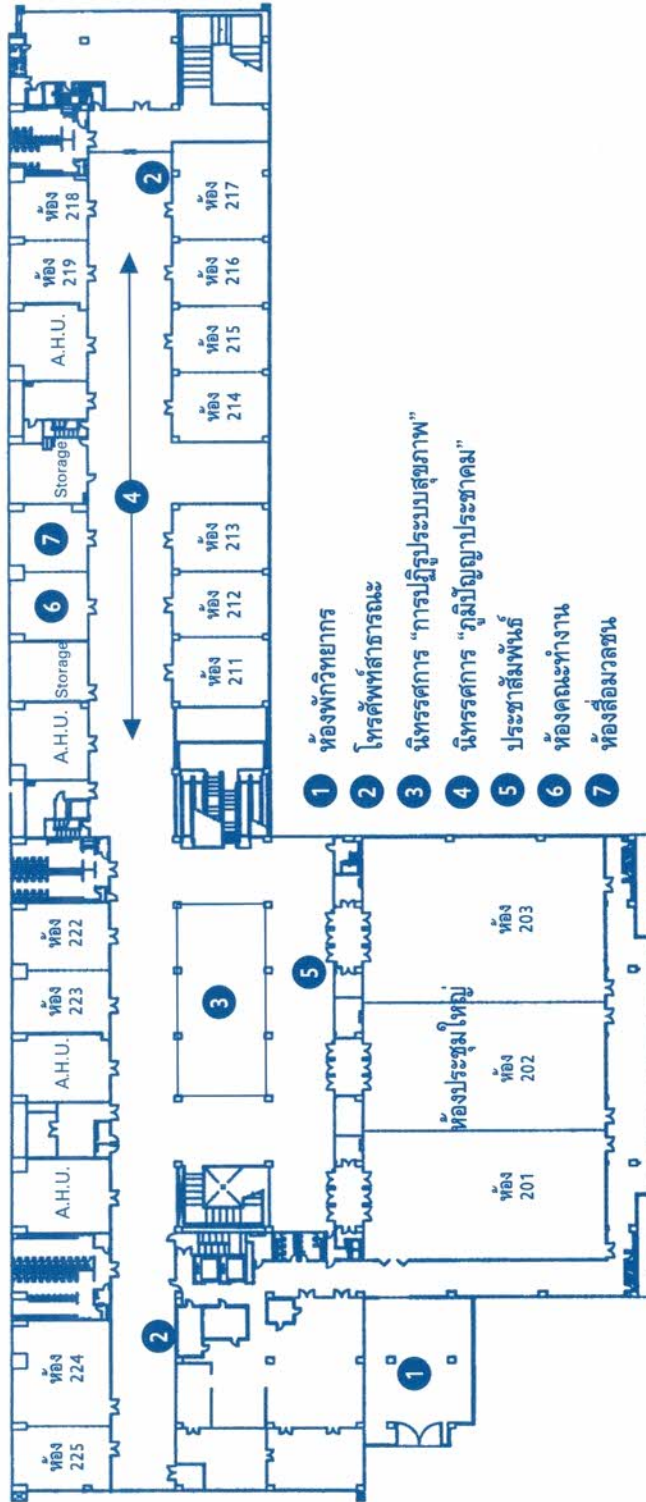 ห้อง
225
ห้อง
224
A.H.U.
A.H.U.
ห้อง
223
ห้อง
222
A.H.U.
Storage
6
7
Storage
A.H.U.
ห้อง
219
ห้อง
218
2
4
2
3
ห้อง
211
ห้อง
212
ห้อง
213
ห้อง
214
ห้อง
215
ห้อง
216
ห้อง
217
5
1
ห้องประชุมใหญ่
ห้อง
201
ห้อง
202
ห้อง
203
1 ห้องพักวิทยากร
2 โทรศัพท์สาธารณะ
3 นิทรรศการ “การปฏิรูประบบสุขภาพ”
4 นิทรรศการ “ภูมิปัญญาประชาคม”
5 ประชาสัมพันธ์
6 ห้องคณะทำงาน
7 ห้องสื่อมวลชน